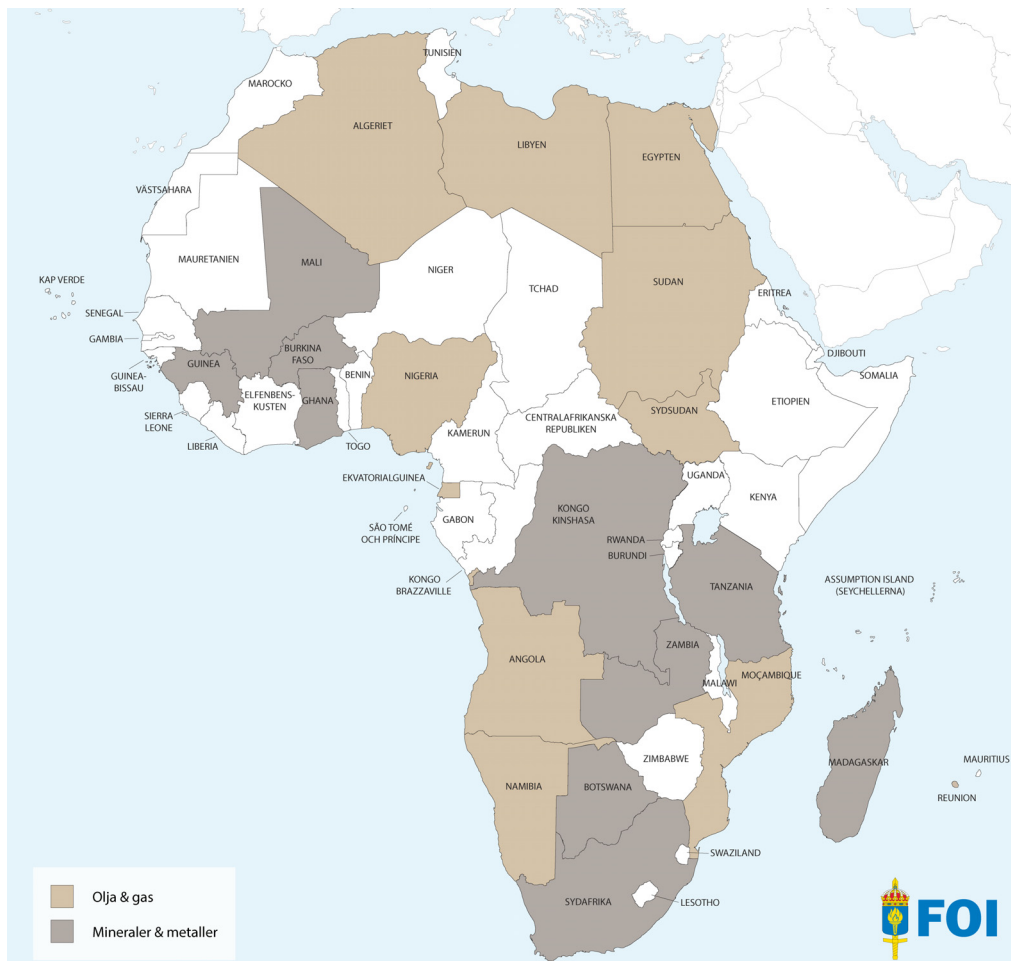 TUNISIEN
MAROCKO
ALGERIET
LIBYEN
EGYPTEN
VÄSTSAHARA
MAURETANIEN
MALI
NIGER
TCHAD
SUDAN
ERITREA
KAP VERDE
SENEGAL
GAMBIA
GUINEA-
BISSAU
GUINEA
BURKINA
FASO
BENIN
NIGERIA
DJIBOUTI
SOMALIA
ETIOPIEN
SYDSUDAN
CENTRALAFRIKANSKA
REPUBLIKEN
KAMERUN
GHANA
ELFENBENS-
KUSTEN
SIERRA
LEONE
LIBERIA
TOGO
EKVATORIALGUINEA
SÃO TOMÉ
OCH PRÍNCIPE
GABON
KONGO
BRAZZAVILLE
KONGO
KINSHASA
UGANDA
KENYA
RWANDA
BURUNDI
TANZANIA
ASSUMPTION ISLAND
(SEYCHELLERNA)
ANGOLA
ZAMBIA
MALAWI
MOÇAMBIQUE
NAMIBIA
BOTSWANA
ZIMBABWE
MADAGASKAR
MAURITIUS
REUNION
SWAZILAND
SYDAFRIKA
LESOTHO
Olja & gas
Mineraler & metaller
FOI